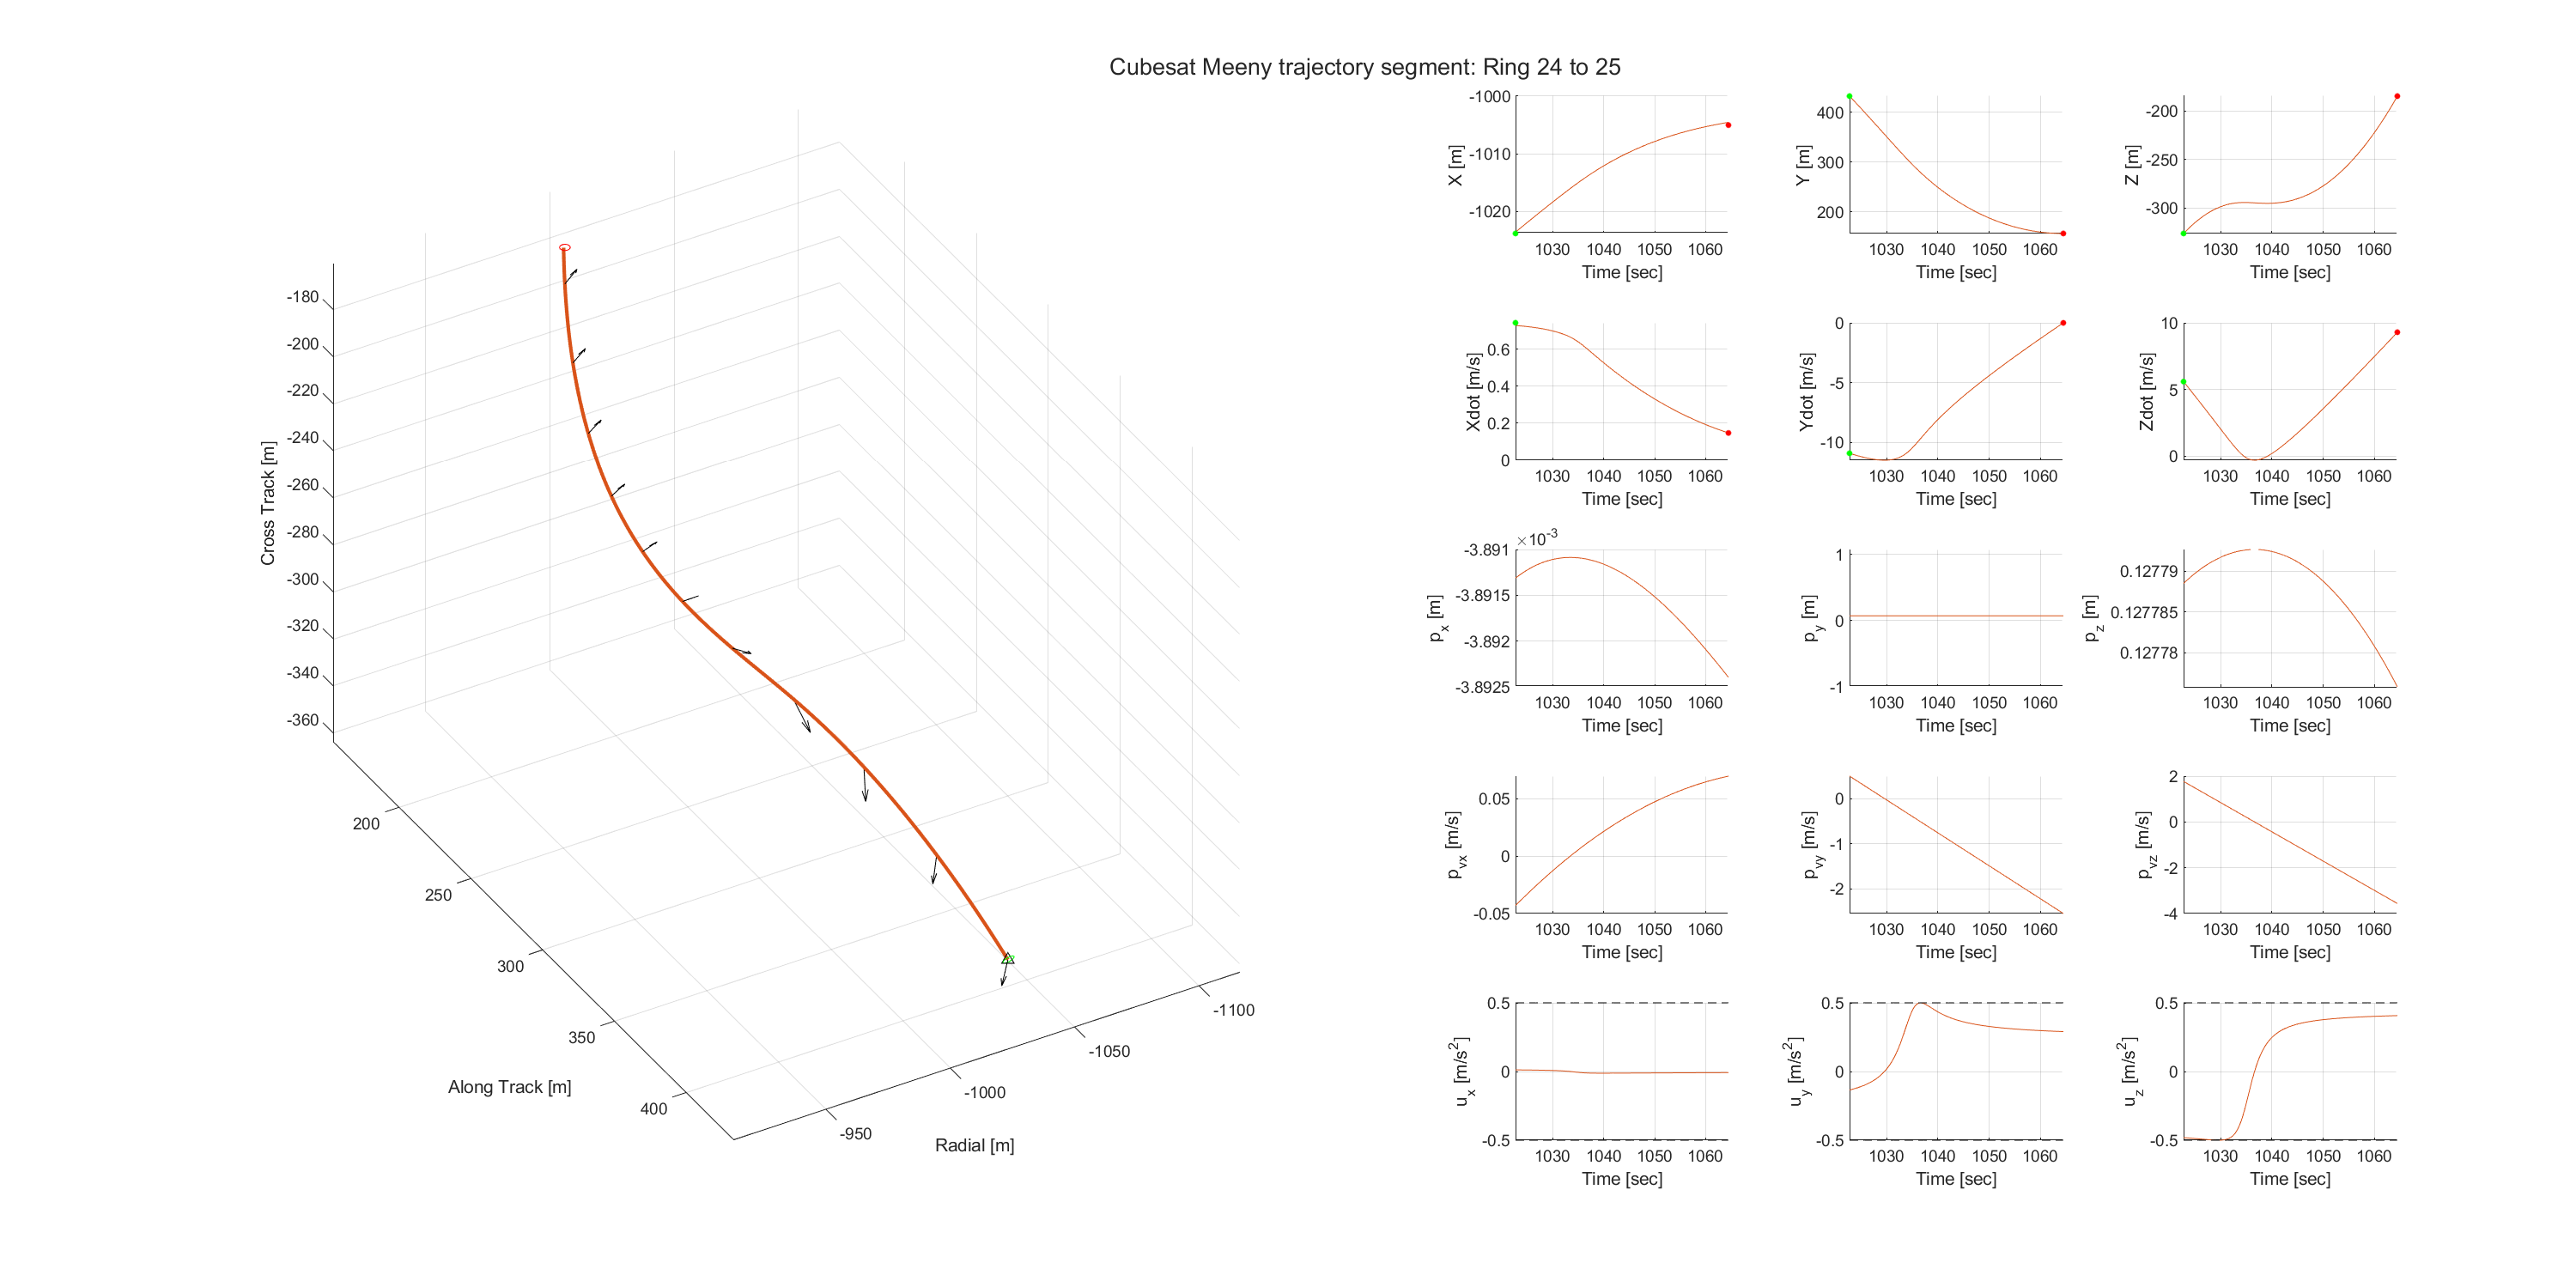 Cubesat Meeny trajectory segment: Ring 24 to 25
-180
-200
-220
-240
-260
-280
-300
-320
-340
-360
Cross Track [m]
200
250
300
350
400
Along Track [m]
-950
-1000
-1050
-1100
Radial [m]
-1000
-1010
-1020
X [m]
1030 1040 1050 1060
Time [sec]
400
300
200
Y [m]
1030 1040 1050 1060
Time [sec]
-200
-250
-300
Z [m]
1030 1040 1050 1060
Time [sec]
0.6
0.4
0.2
0
Xdot [m/s]
1030 1040 1050 1060
Time [sec]
0
-5
-10
Ydot [m/s]
1030 1040 1050 1060
Time [sec]
10
5
0
Zdot [m/s]
1030 1040 1050 1060
Time [sec]
×10-3
-3.891
-3.8915
-3.892
-3.8925
px [m]
1030 1040 1050 1060
Time [sec]
1
0
-1
py [m]
1030 1040 1050 1060
Time [sec]
0.12779
0.127785
0.12778
pz [m]
1030 1040 1050 1060
Time [sec]
0.05
0
-0.05
pvx [m/s]
1030 1040 1050 1060
Time [sec]
0
-1
-2
pvy [m/s]
1030 1040 1050 1060
Time [sec]
2
0
-2
-4
pvz [m/s]
1030 1040 1050 1060
Time [sec]
0.5
0
-0.5
ux [m/s2]
1030 1040 1050 1060
Time [sec]
0.5
0
-0.5
uy [m/s2]
1030 1040 1050 1060
Time [sec]
0.5
0
-0.5
uz [m/s2]
1030 1040 1050 1060
Time [sec]